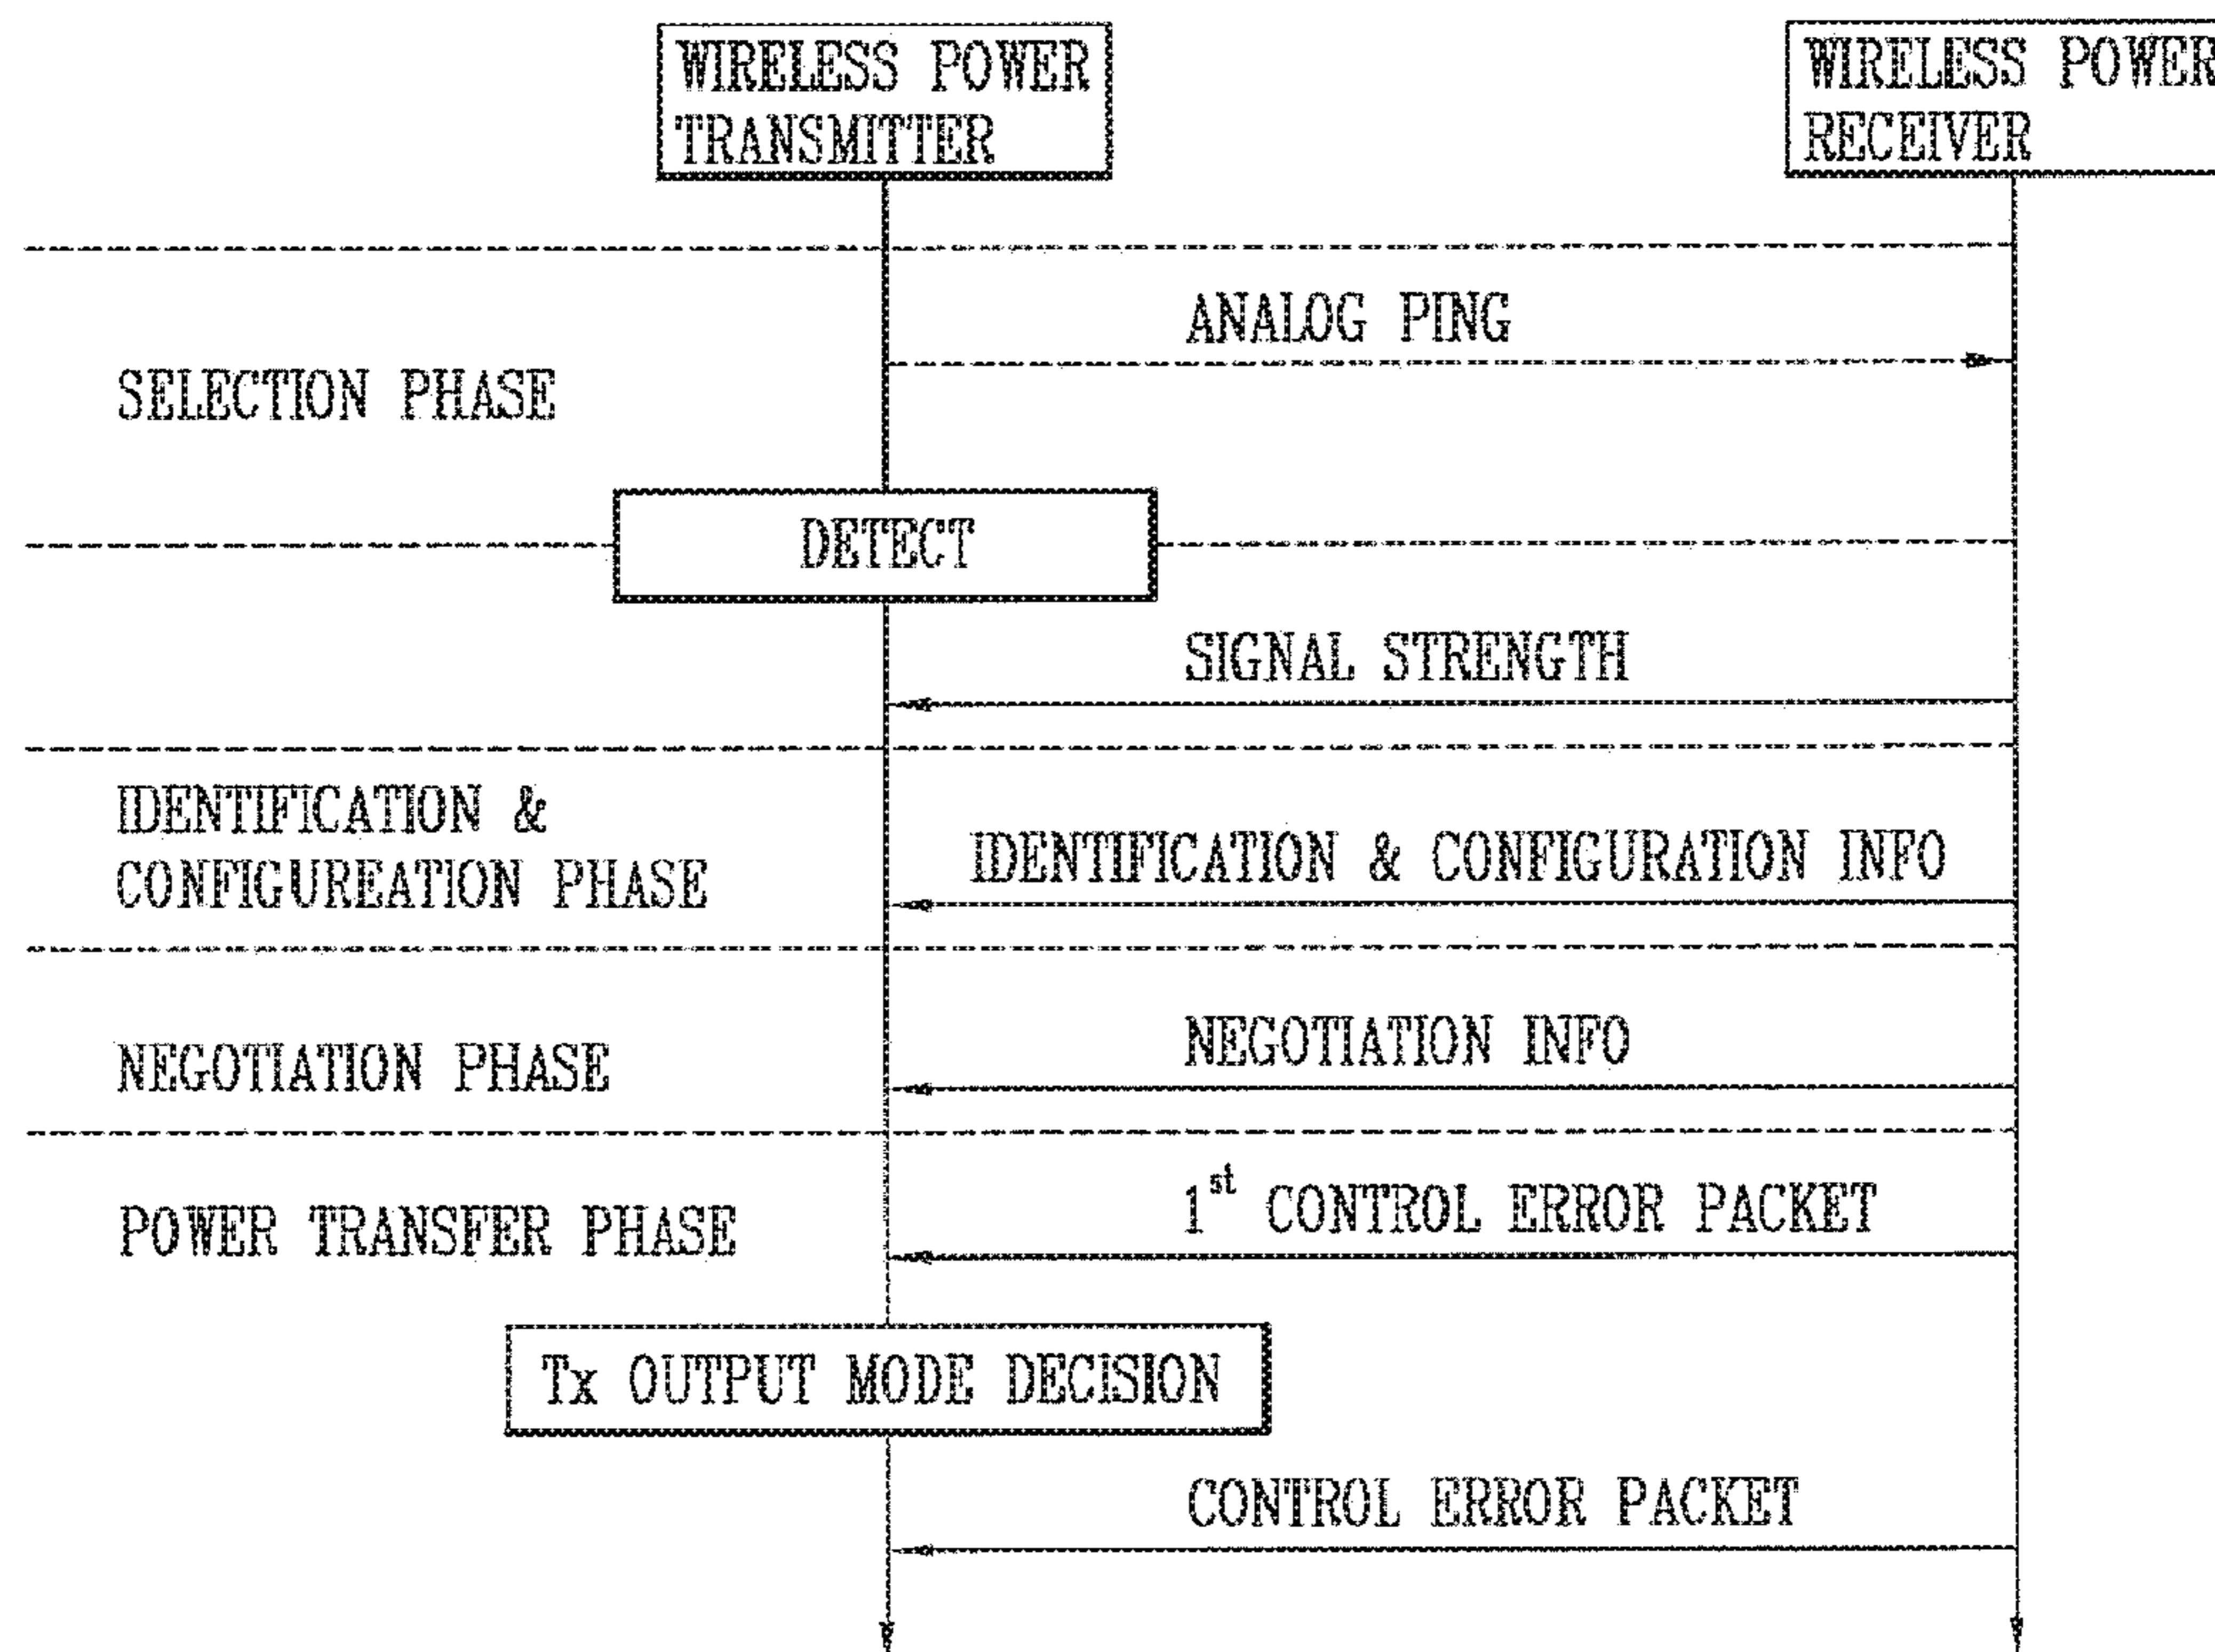 WIRELESS POWER
TRANSMITTER
WIRELESS POWER
RECEIVER
ANALOG PING
SELECTION PHASE
DETECT
SIGNAL STRENGTH
IDENTIFICATION &
CONFIGUREATION PHASE
IDENTIFICATION & CONFIGURATION INFO
NEGOTIATION INFO
NEGOTIATION PHASE
1st CONTROL ERROR PACKET
POWER TRANSFER PHASE
Tx OUTPUT MODE DECISION
CONTROL ERROR PACKET